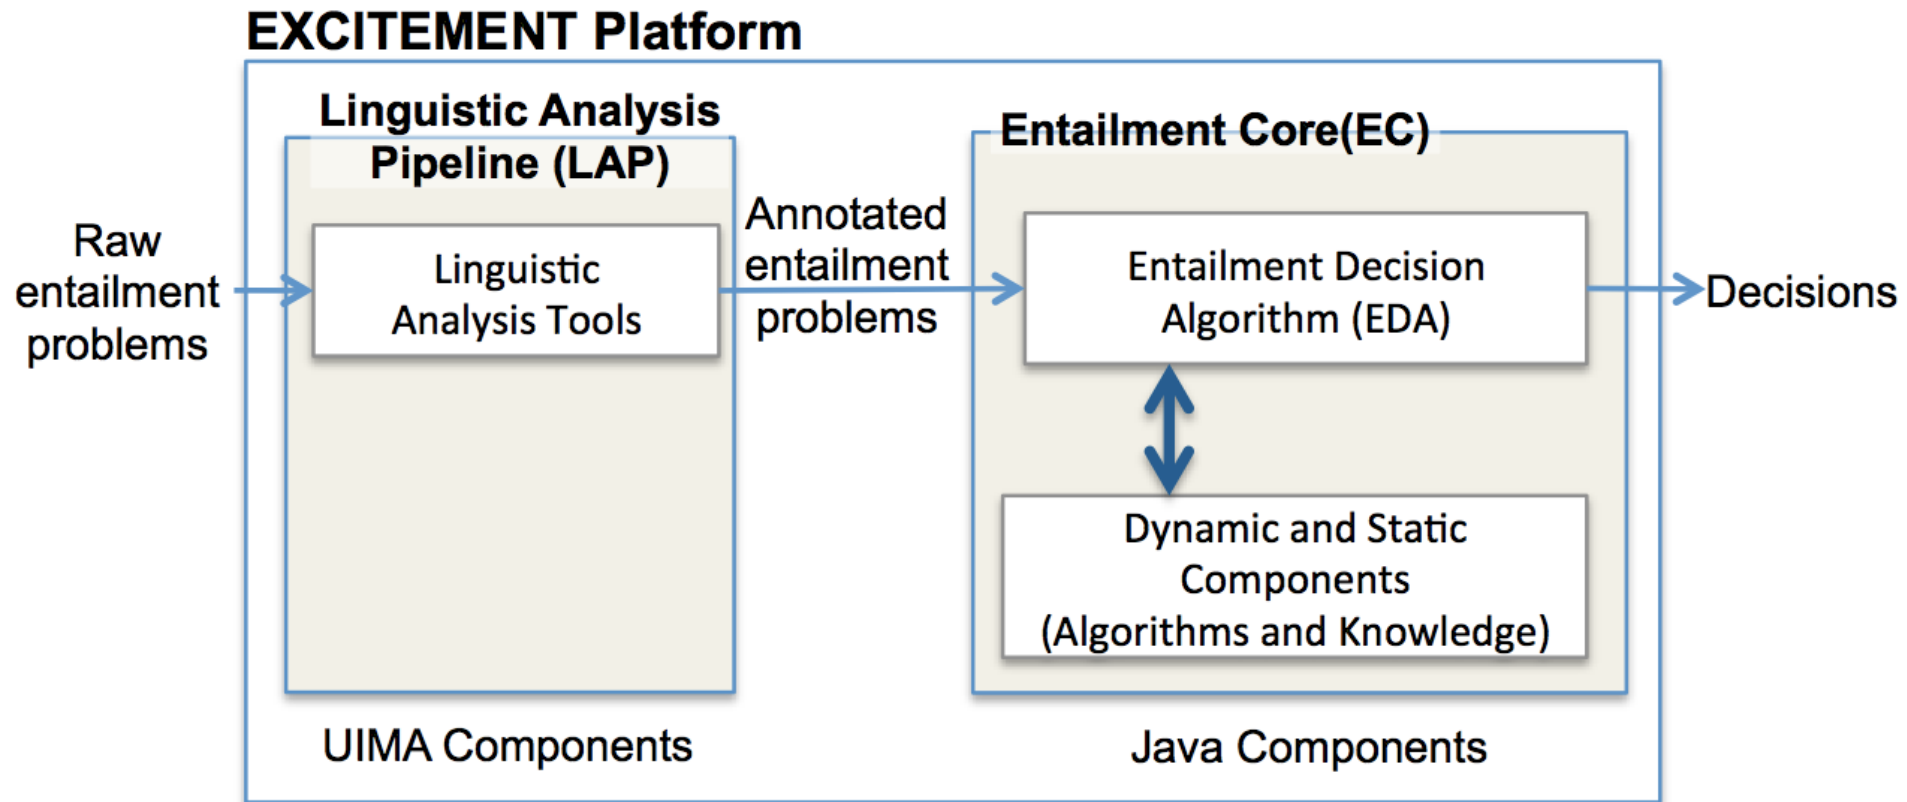 EXCITEMENT Platform
Linguistic Analysis
Pipeline (LAP)
Entailment Core(EC)
Raw
entailment
problems
Linguistic
Analysis Tools
Annotated
entailment
problems
Entailment Decision
Algorithm (EDA)
Decisions
Dynamic and Static
Components
(Algorithms and Knowledge)
UIMA Components
Java Components